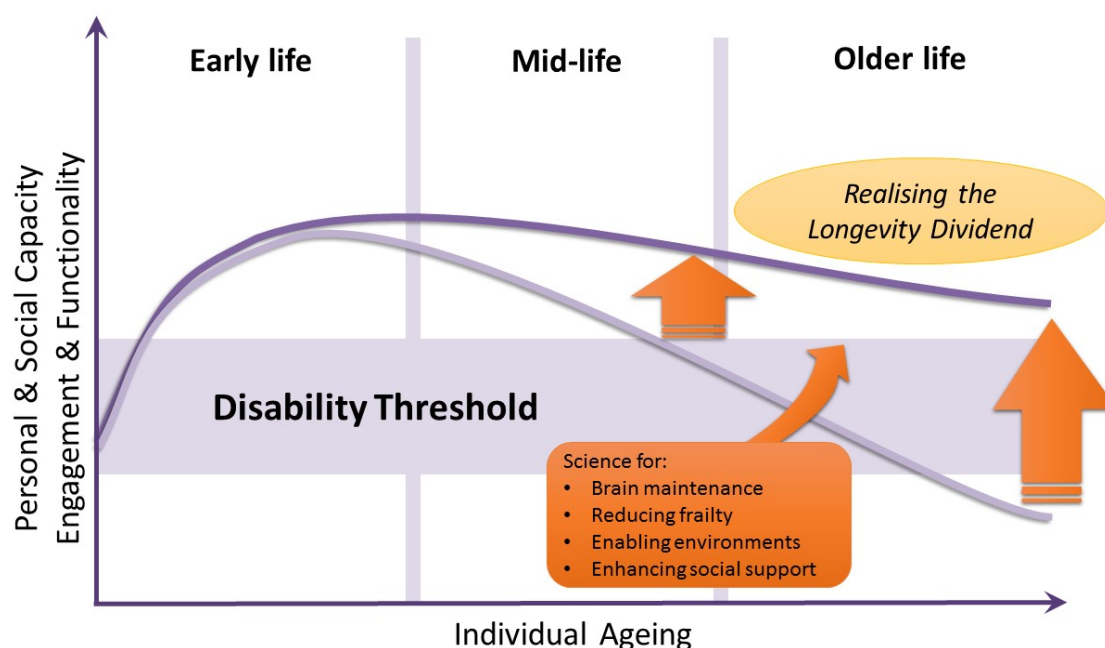 Early life
Mid-life
Older life
Personal & Social Capacity
Engagement & Functionality
Realising the
Longevity Dividend
Disability Threshold
Science for:
• Brain maintenance
• Reducing frailty
• Enabling environments
• Enhancing social support
Individual Ageing